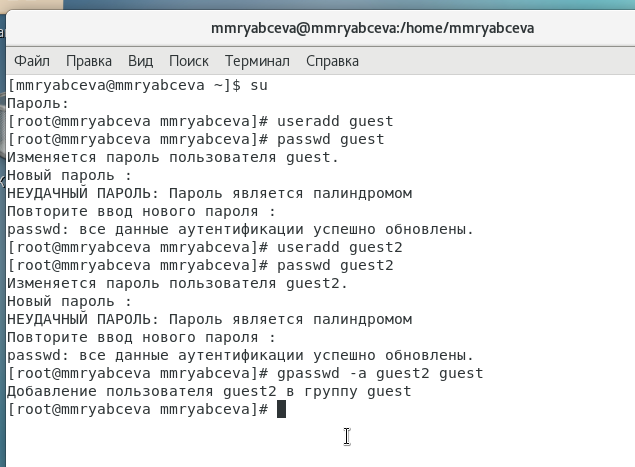 mmryabceva@mmryabceva:/home/mmryabceva
Файл Правка Вид Поиск Терминал Справка
[mmryabceva@mmryabceva ~]$ su
Пароль:
[root@mmryabceva mmryabceva]# useradd guest
[root@mmryabceva mmryabceva]# passwd guest
Изменяется пароль пользователя guest.
Новый пароль :
НЕУДАЧНЫЙ ПАРОЛЬ: Пароль является палиндромом
Повторите ввод нового пароля :
passwd: все данные аутентификации успешно обновлены.
[root@mmryabceva mmryabceva]# useradd guest2
[root@mmryabceva mmryabceva]# passwd guest2
Изменяется пароль пользователя guest2.
Новый пароль :
НЕУДАЧНЫЙ ПАРОЛЬ: Пароль является палиндромом
Повторите ввод нового пароля :
passwd: все данные аутентификации успешно обновлены.
[root@mmryabceva mmryabceva]# gpasswd -a guest2 guest
Добавление пользователя guest2 в группу guest
[root@mmryabceva mmryabceva]#